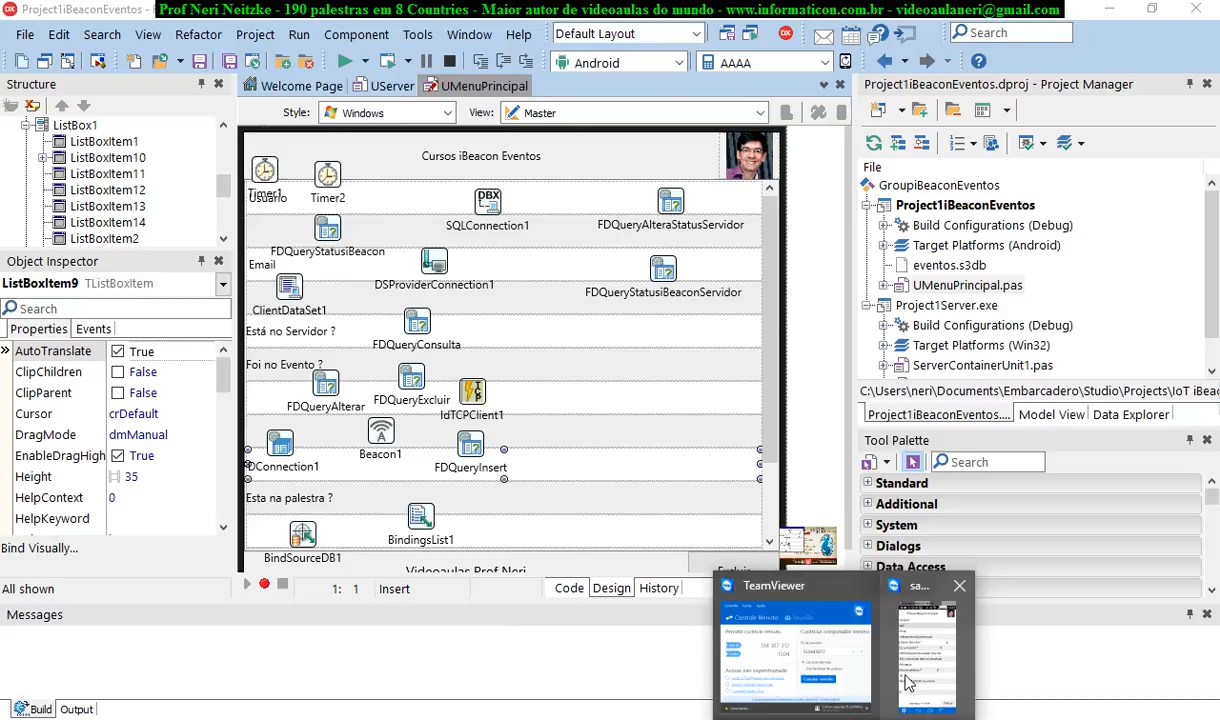 Project1iBeaconEventos
Prof Neri Neitzke - 190 palestras em 8 Countries - Maior autor de videoaulas do mundo - www.informaticon.com.br - videoaulaneri@gmail.com
File Edit Search View Refactor Project Run Component Tools Window Help
Default Layout
Search
Android
AAAA
Structure
ListBox1
ListBoxItem1
ListBoxItem10
ListBoxItem11
ListBoxItem12
ListBoxItem13
ListBoxItem14
ListBoxItem2
Object Inspector
ListBoxItem9 TListBoxItem
Search
Properties Events
AutoTranslate True
ClipChildren False
ClipParent False
Cursor crDefault
DragMode dmManual
EnableDragHigh True
Height 35
HelpContext 0
HelpKeyword
Bind Visually...
All shown
Welcome Page UServer UMenuPrincipal
Style: Windows View: Master
Cursos iBeacon Eventos
Timer1
Usuario
Timer2
DBX
SQLConnection1
FDQueryAlteraStatusServidor
FDQueryStatusiBeacon
Email
DSProviderConnection1
FDQueryStatusiBeaconServidor
ClientDataSet1
Está no Servidor ?
FDQueryConsulta
Foi no Evento ?
FDQueryAlterar
FDQueryExcluir
IdTCPClient1
DConnection1
Beacon1
FDQueryInsert
Esta na palestra ?
BindingsList1
BindSourceDB1
Videoaulas Prof Neri
1: 1 Insert Code Design History
Project1iBeaconEventos.dproj - Project Manager
File
GroupiBeaconEventos
Project1iBeaconEventos
Build Configurations (Debug)
Target Platforms (Android)
eventos.s3db
UMenuPrincipal.pas
Project1Server.exe
Build Configurations (Debug)
Target Platforms (Win32)
ServerContainerUnit1.pas
C:\Users\neri\Documents\Embarcadero\Studio\Projects\IoT iBeac
Project1iBeaconEventos.... Model View Data Explorer
Tool Palette
Search
Standard
Additional
System
Dialogs
Data Access
TeamViewer
sa...
Controle Remoto
Messages
Build Output